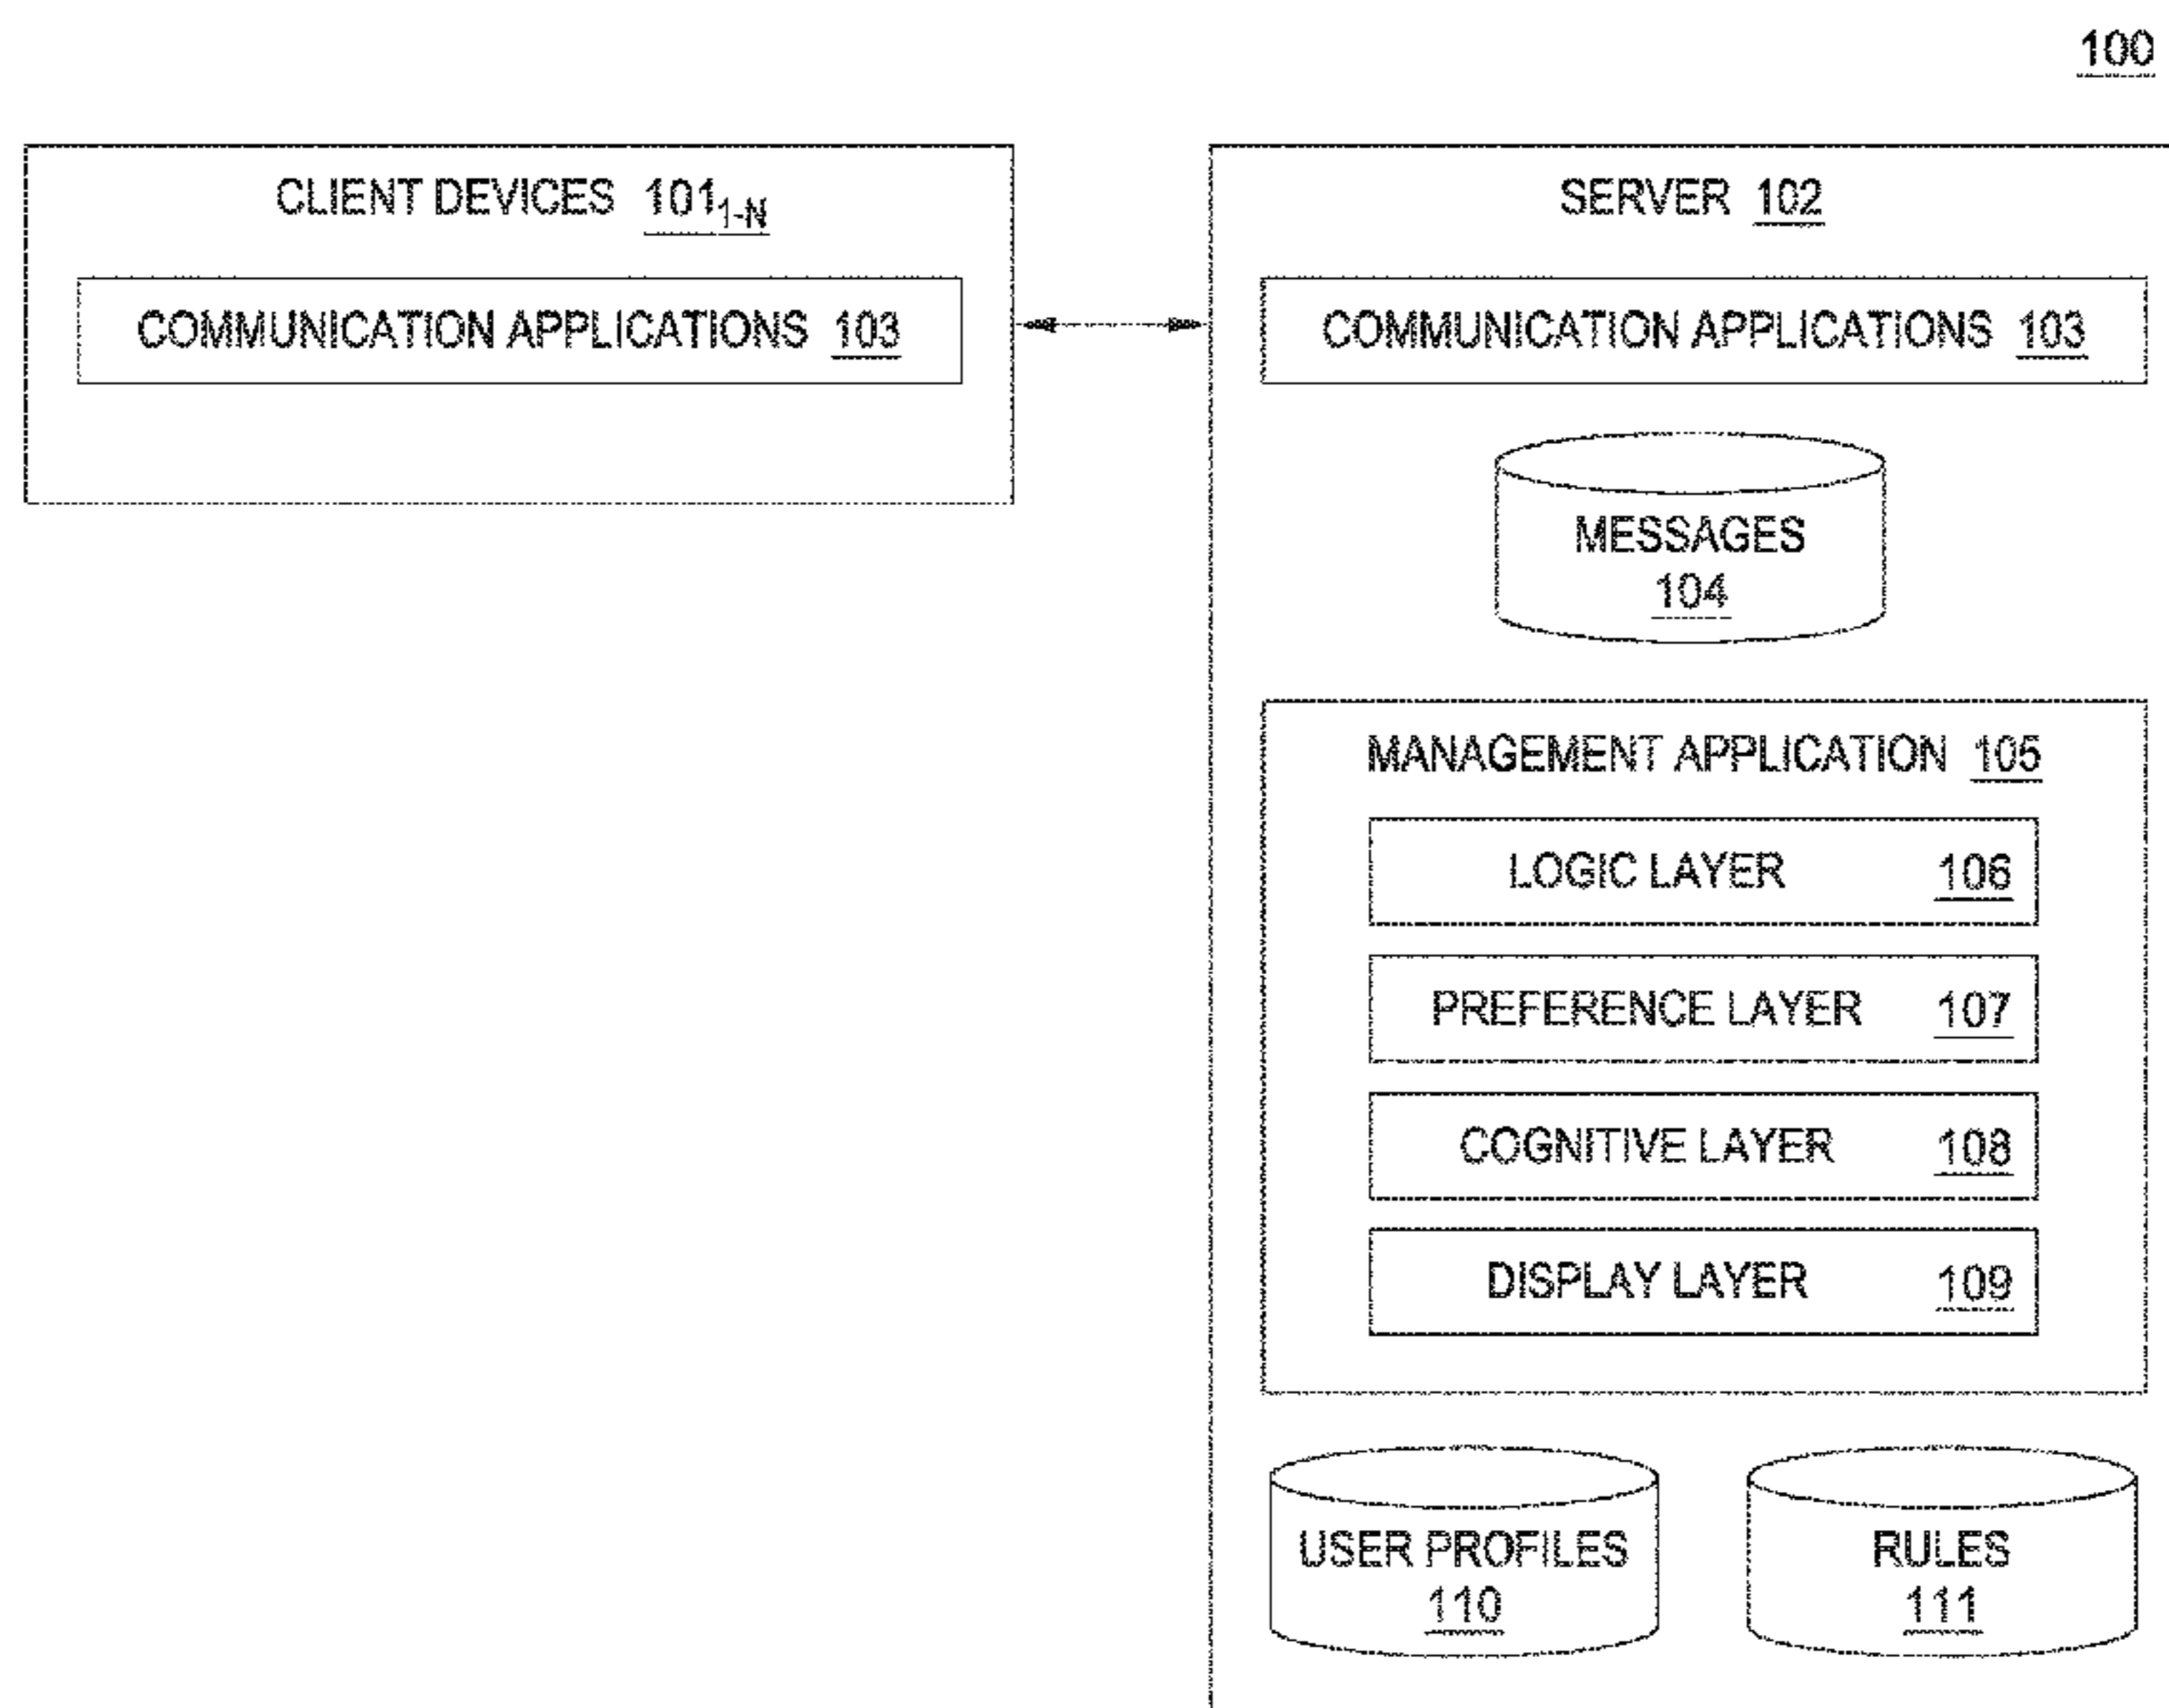 100
CLIENT DEVICES 101₁₋N
COMMUNICATION APPLICATIONS 103
SERVER 102
COMMUNICATION APPLICATIONS 103
MESSAGES
104
MANAGEMENT APPLICATION 105
LOGIC LAYER 106
PREFERENCE LAYER 107
COGNITIVE LAYER 108
DISPLAY LAYER 109
USER PROFILES
110
RULES
111